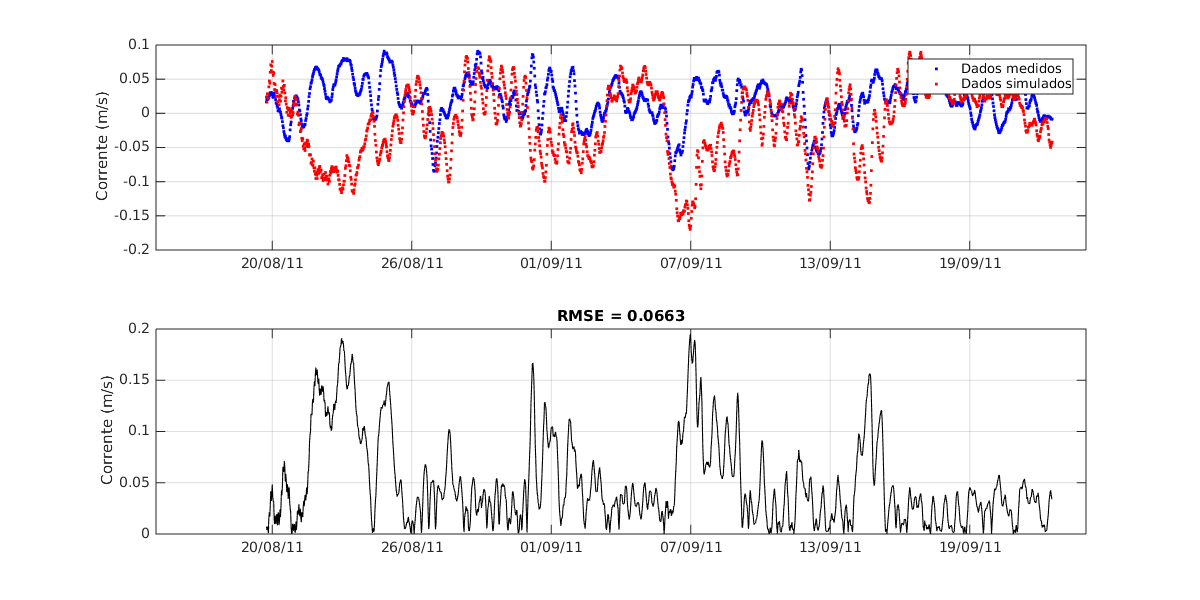 0.1
0.05
0
-0.05
-0.1
-0.15
-0.2
Corrente (m/s)
Dados medidos
Dados simulados
20/08/11 26/08/11 01/09/11 07/09/11 13/09/11 19/09/11
RMSE = 0.0663
0.2
0.15
0.1
0.05
0
Corrente (m/s)
20/08/11 26/08/11 01/09/11 07/09/11 13/09/11 19/09/11